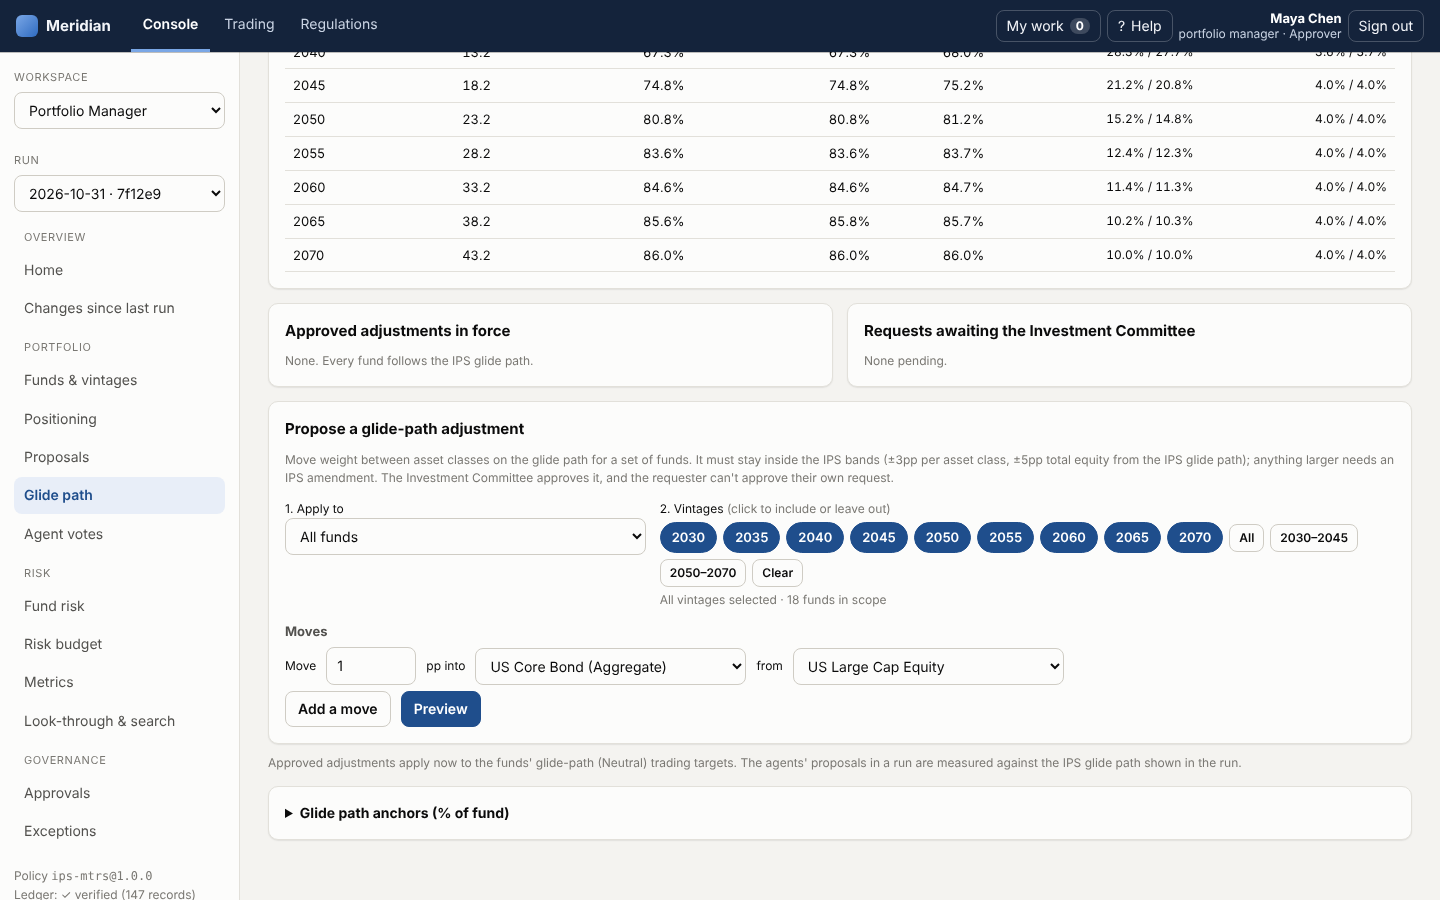 Meridian
Console
Trading
Regulations
My work 0
? Help
Maya Chen
portfolio manager · Approver
Sign out
WORKSPACE
Portfolio Manager
RUN
2026-10-31 · 7f12e9
OVERVIEW
Home
Changes since last run
PORTFOLIO
Funds & vintages
Positioning
Proposals
Glide path
Agent votes
RISK
Fund risk
Risk budget
Metrics
Look-through & search
GOVERNANCE
Approvals
Exceptions
Policy ips-mtrs@1.0.0
Ledger: ✓ verified (147 records)
2040 13.2 67.3% 67.3% 68.0% 28.5% / 27.7%
2045 18.2 74.8% 74.8% 75.2% 21.2% / 20.8% 4.0% / 4.0%
2050 23.2 80.8% 80.8% 81.2% 15.2% / 14.8% 4.0% / 4.0%
2055 28.2 83.6% 83.6% 83.7% 12.4% / 12.3% 4.0% / 4.0%
2060 33.2 84.6% 84.6% 84.7% 11.4% / 11.3% 4.0% / 4.0%
2065 38.2 85.6% 85.8% 85.7% 10.2% / 10.3% 4.0% / 4.0%
2070 43.2 86.0% 86.0% 86.0% 10.0% / 10.0% 4.0% / 4.0%
Approved adjustments in force
None. Every fund follows the IPS glide path.
Requests awaiting the Investment Committee
None pending.
Propose a glide-path adjustment
Move weight between asset classes on the glide path for a set of funds. It must stay inside the IPS bands (±3pp per asset class, ±5pp total equity from the IPS glide path); anything larger needs an
IPS amendment. The Investment Committee approves it, and the requester can't approve their own request.
1. Apply to
All funds
2. Vintages (click to include or leave out)
2030 2035 2040 2045 2050 2055 2060 2065 2070 All 2030–2045
2050–2070 Clear
All vintages selected · 18 funds in scope
Moves
Move 1 pp into US Core Bond (Aggregate) from US Large Cap Equity
Add a move Preview
Approved adjustments apply now to the funds' glide-path (Neutral) trading targets. The agents' proposals in a run are measured against the IPS glide path shown in the run.
▶ Glide path anchors (% of fund)